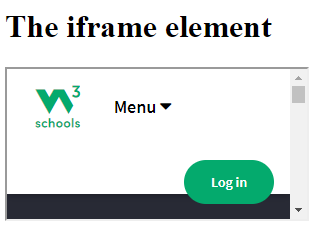 The iframe element
W3
schools
Menu
Log in